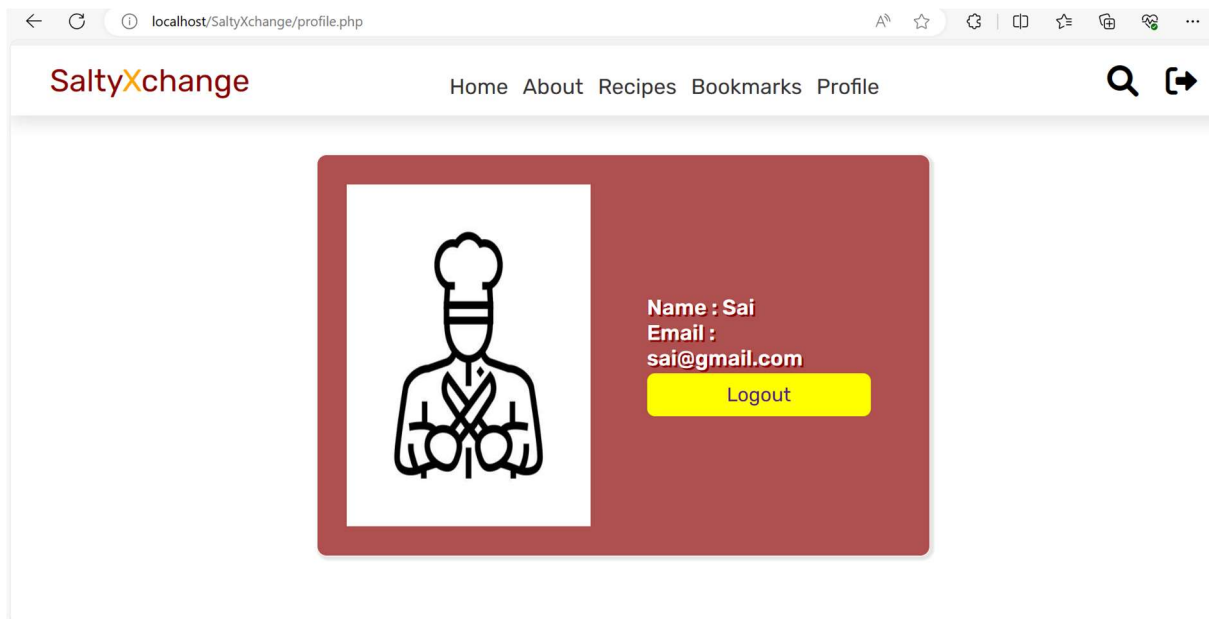 localhost/SaltyXchange/profile.php
SaltyXchange
Home About Recipes Bookmarks Profile
Name : Sai
Email :
sai@gmail.com
Logout